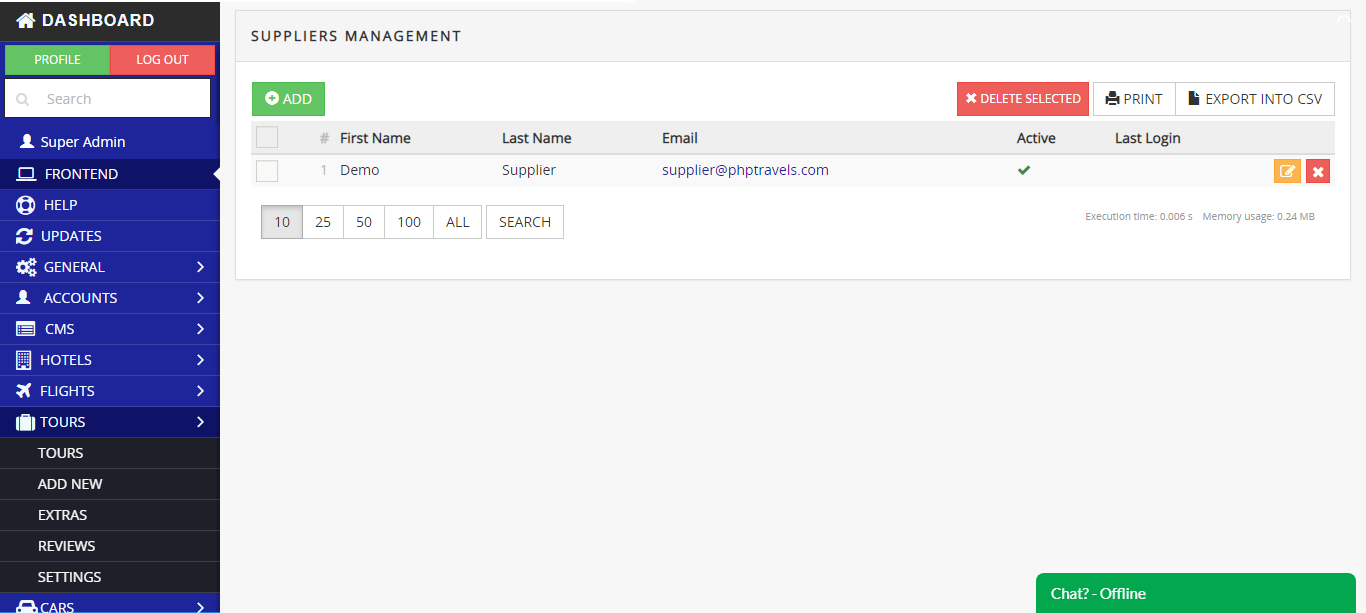 DASHBOARD
PROFILE LOG OUT
Search
Super Admin
FRONTEND
HELP
UPDATES
GENERAL
ACCOUNTS
CMS
HOTELS
FLIGHTS
TOURS
TOURS
ADD NEW
EXTRAS
REVIEWS
SETTINGS
CARS
SUPPLIERS MANAGEMENT
ADD DELETE SELECTED PRINT EXPORT INTO CSV
# First Name Last Name Email Active Last Login
1 Demo Supplier supplier@phptravels.com
10 25 50 100 ALL SEARCH
Execution time: 0.006 s Memory usage: 0.24 MB
Chat? - Offline